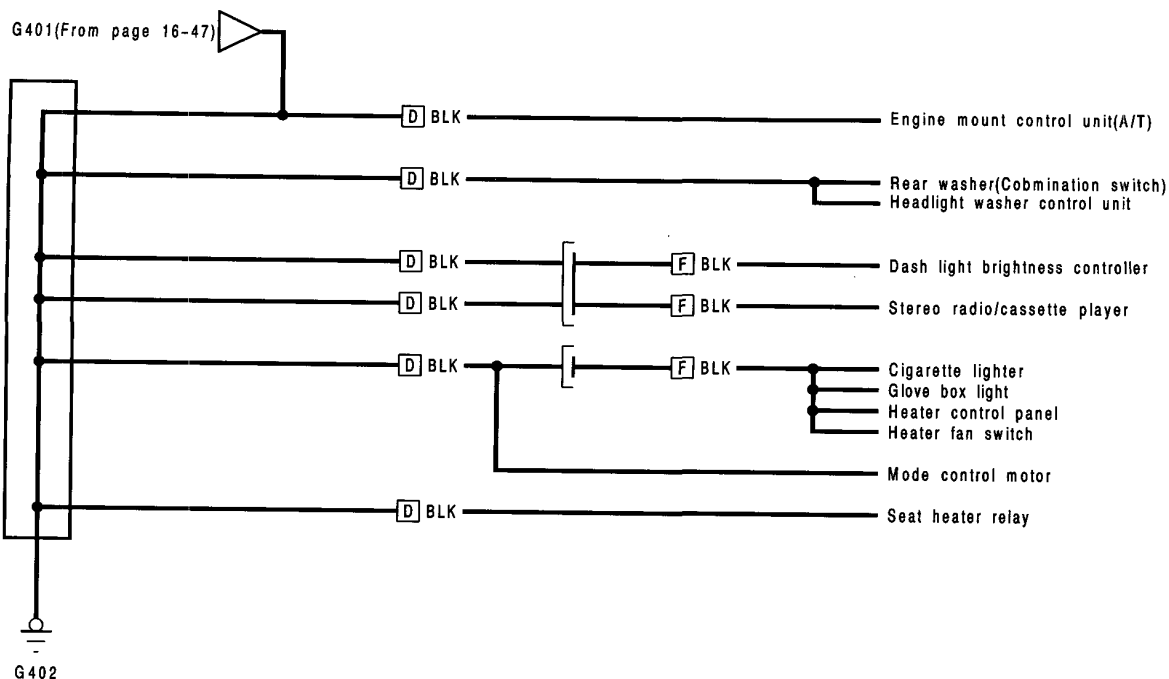 G401(From page 16-47)
D BLK Engine mount control unit(A/T)
D BLK Rear washer(Cobmination switch)
Headlight washer control unit
D BLK F BLK Dash light brightness controller
D BLK F BLK Stereo radio/cassette player
D BLK F BLK Cigarette lighter
Glove box light
Heater control panel
Heater fan switch
Mode control motor
D BLK Seat heater relay
G402